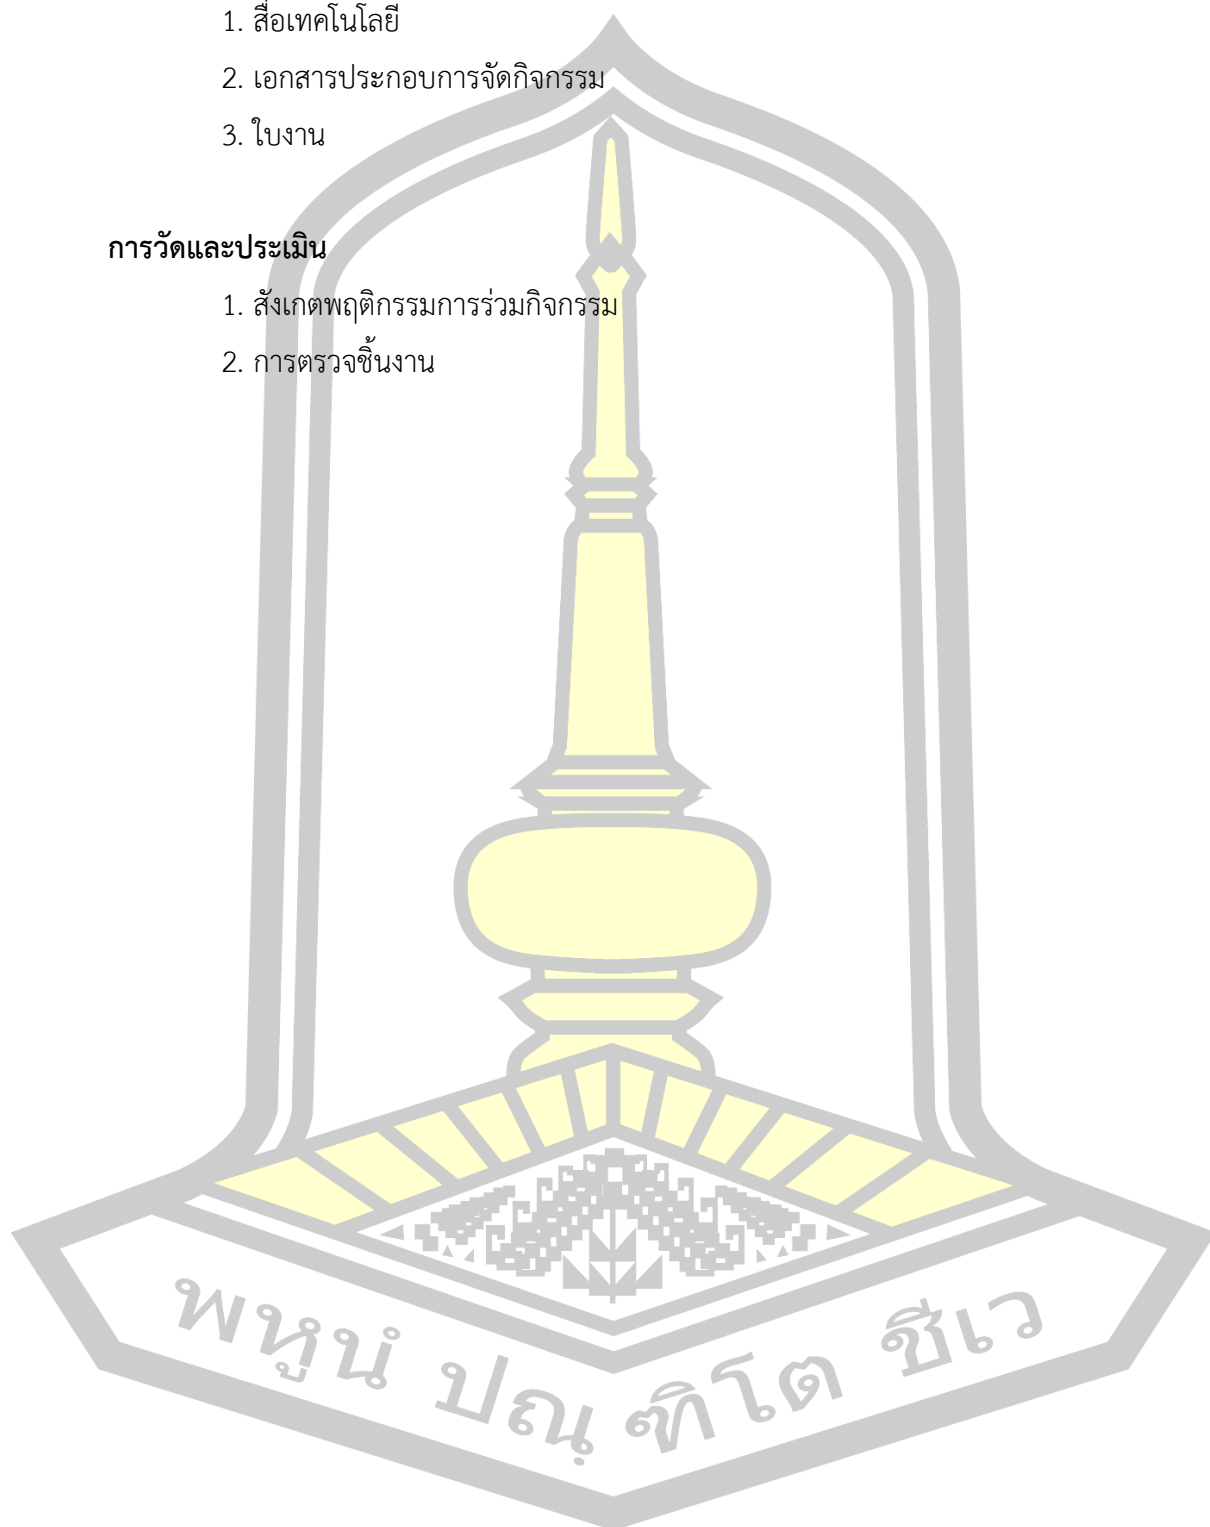 1. สื่อเทคโนโลยี
2. เอกสารประกอบการจัดกิจกรรม
3. ใบงาน
การวัดและประเมิน
1. สังเกตพฤติกรรมการร่วมกิจกรรม
2. การตรวจชิ้นงาน
พหูนํ ปณฺฑิโต ชีเว